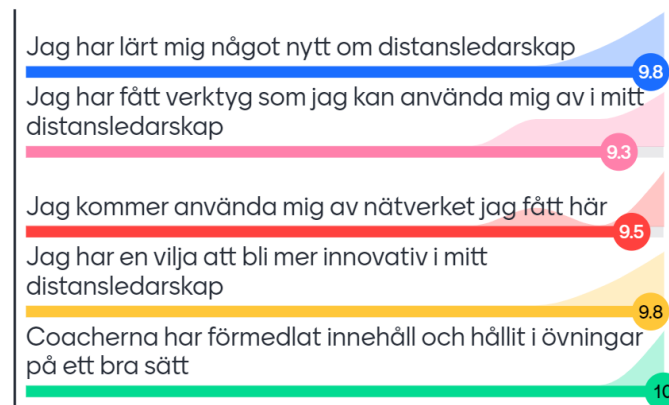 Jag har lärt mig något nytt om distansledarskap
9.8
Jag har fått verktyg som jag kan använda mig av i mitt
distansledarskap
9.3
Jag kommer använda mig av nätverket jag fått här
9.5
Jag har en vilja att bli mer innovativ i mitt
distansledarskap
9.8
Coacherna har förmedlat innehåll och hållit i övningar
på ett bra sätt
10